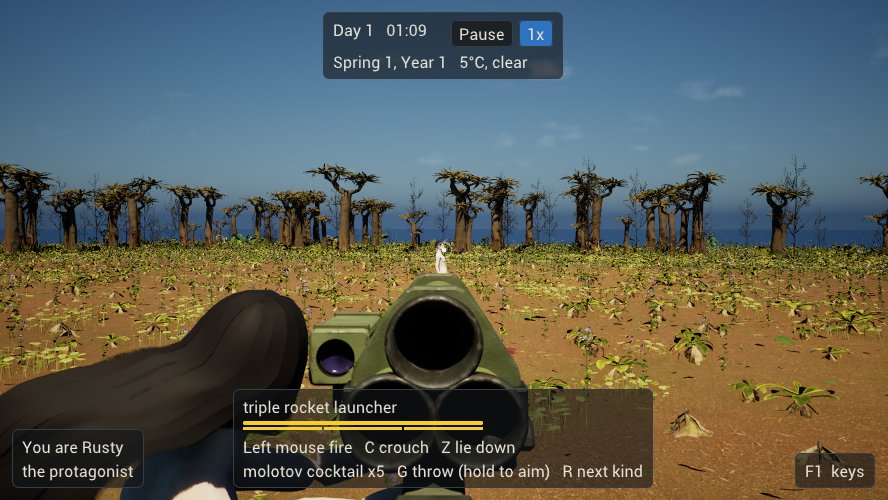 Day 1 01:09 Pause 1x
Spring 1, Year 1 5°C, clear
triple rocket launcher
Left mouse fire C crouch Z lie down
molotov cocktail x5 G throw (hold to aim) R next kind
You are Rusty
the protagonist
F1 keys